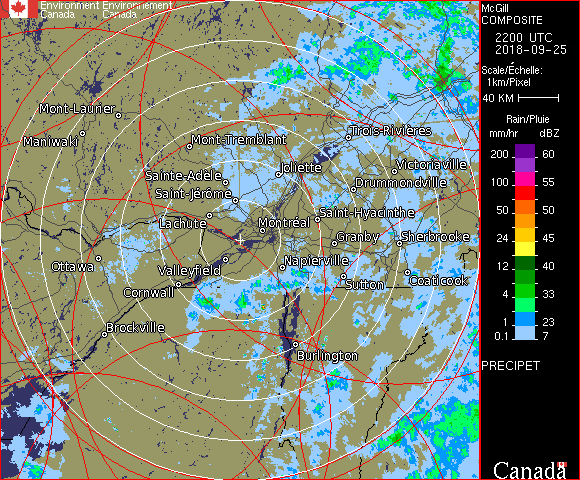 Environment Environnement
Canada Canada
Mont-Laurier
Maniwaki
Mont-Tremblant
Trois-Rivières
Joliette
Victoriaville
Sainte-Adèle
Drummondville
Saint-Jérôme
Saint-Hyacinthe
Lachute
Montréal
Granby
Sherbrooke
Ottawa
Valleyfield
Napierville
Cornwall
Sutton
Coaticook
Brockville
Burlington
McGill
COMPOSITE
2200 UTC
2018-09-25
Scale/Échelle:
1km/Pixel
40 KM
Rain/Pluie
mm/hr dBZ
200 60
100 55
50 50
24 45
12 40
4 33
1 23
0.1 7
PRECIPET
Canada